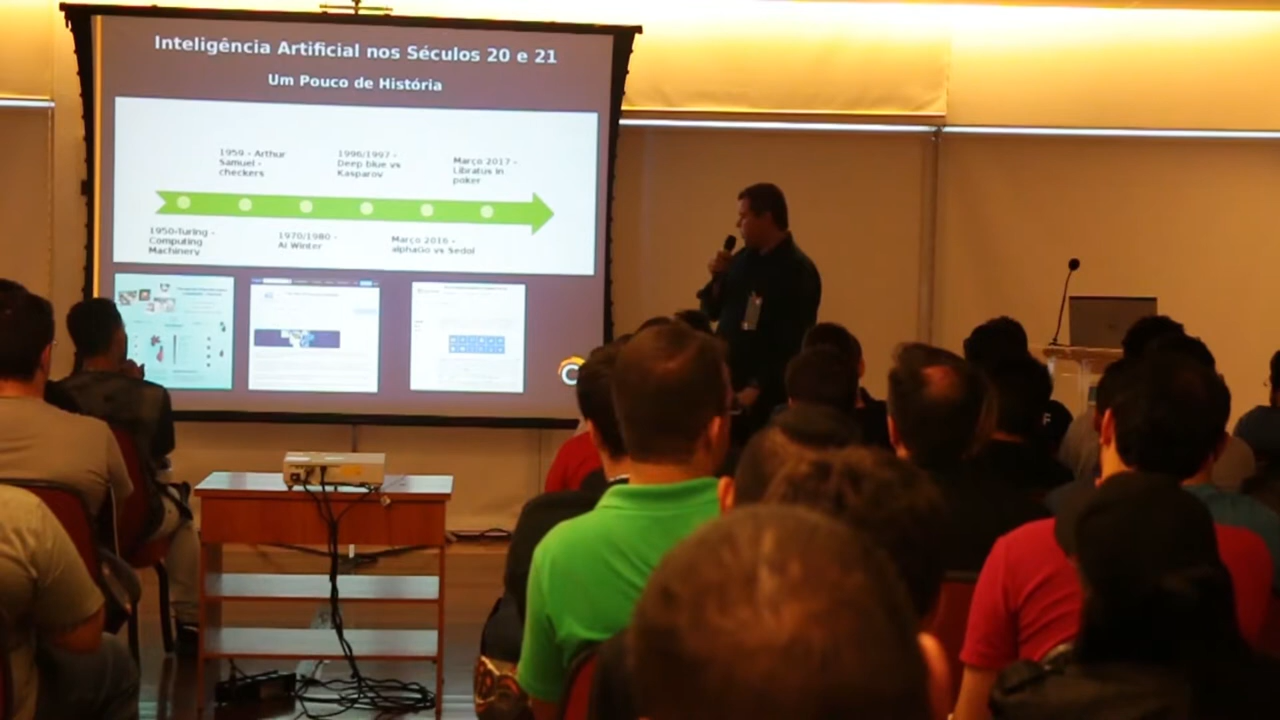 Inteligência Artificial nos Séculos 20 e 21
Um Pouco de História
1959 - Arthur
Samuel -
checkers
1996/1997 -
Deep blue vs
Kasparov
Março 2017 -
Libratus in
poker
1950-Turing -
Computing
Machinery
1970/1980 -
AI Winter
Março 2016 -
alphaGo vs Sedol